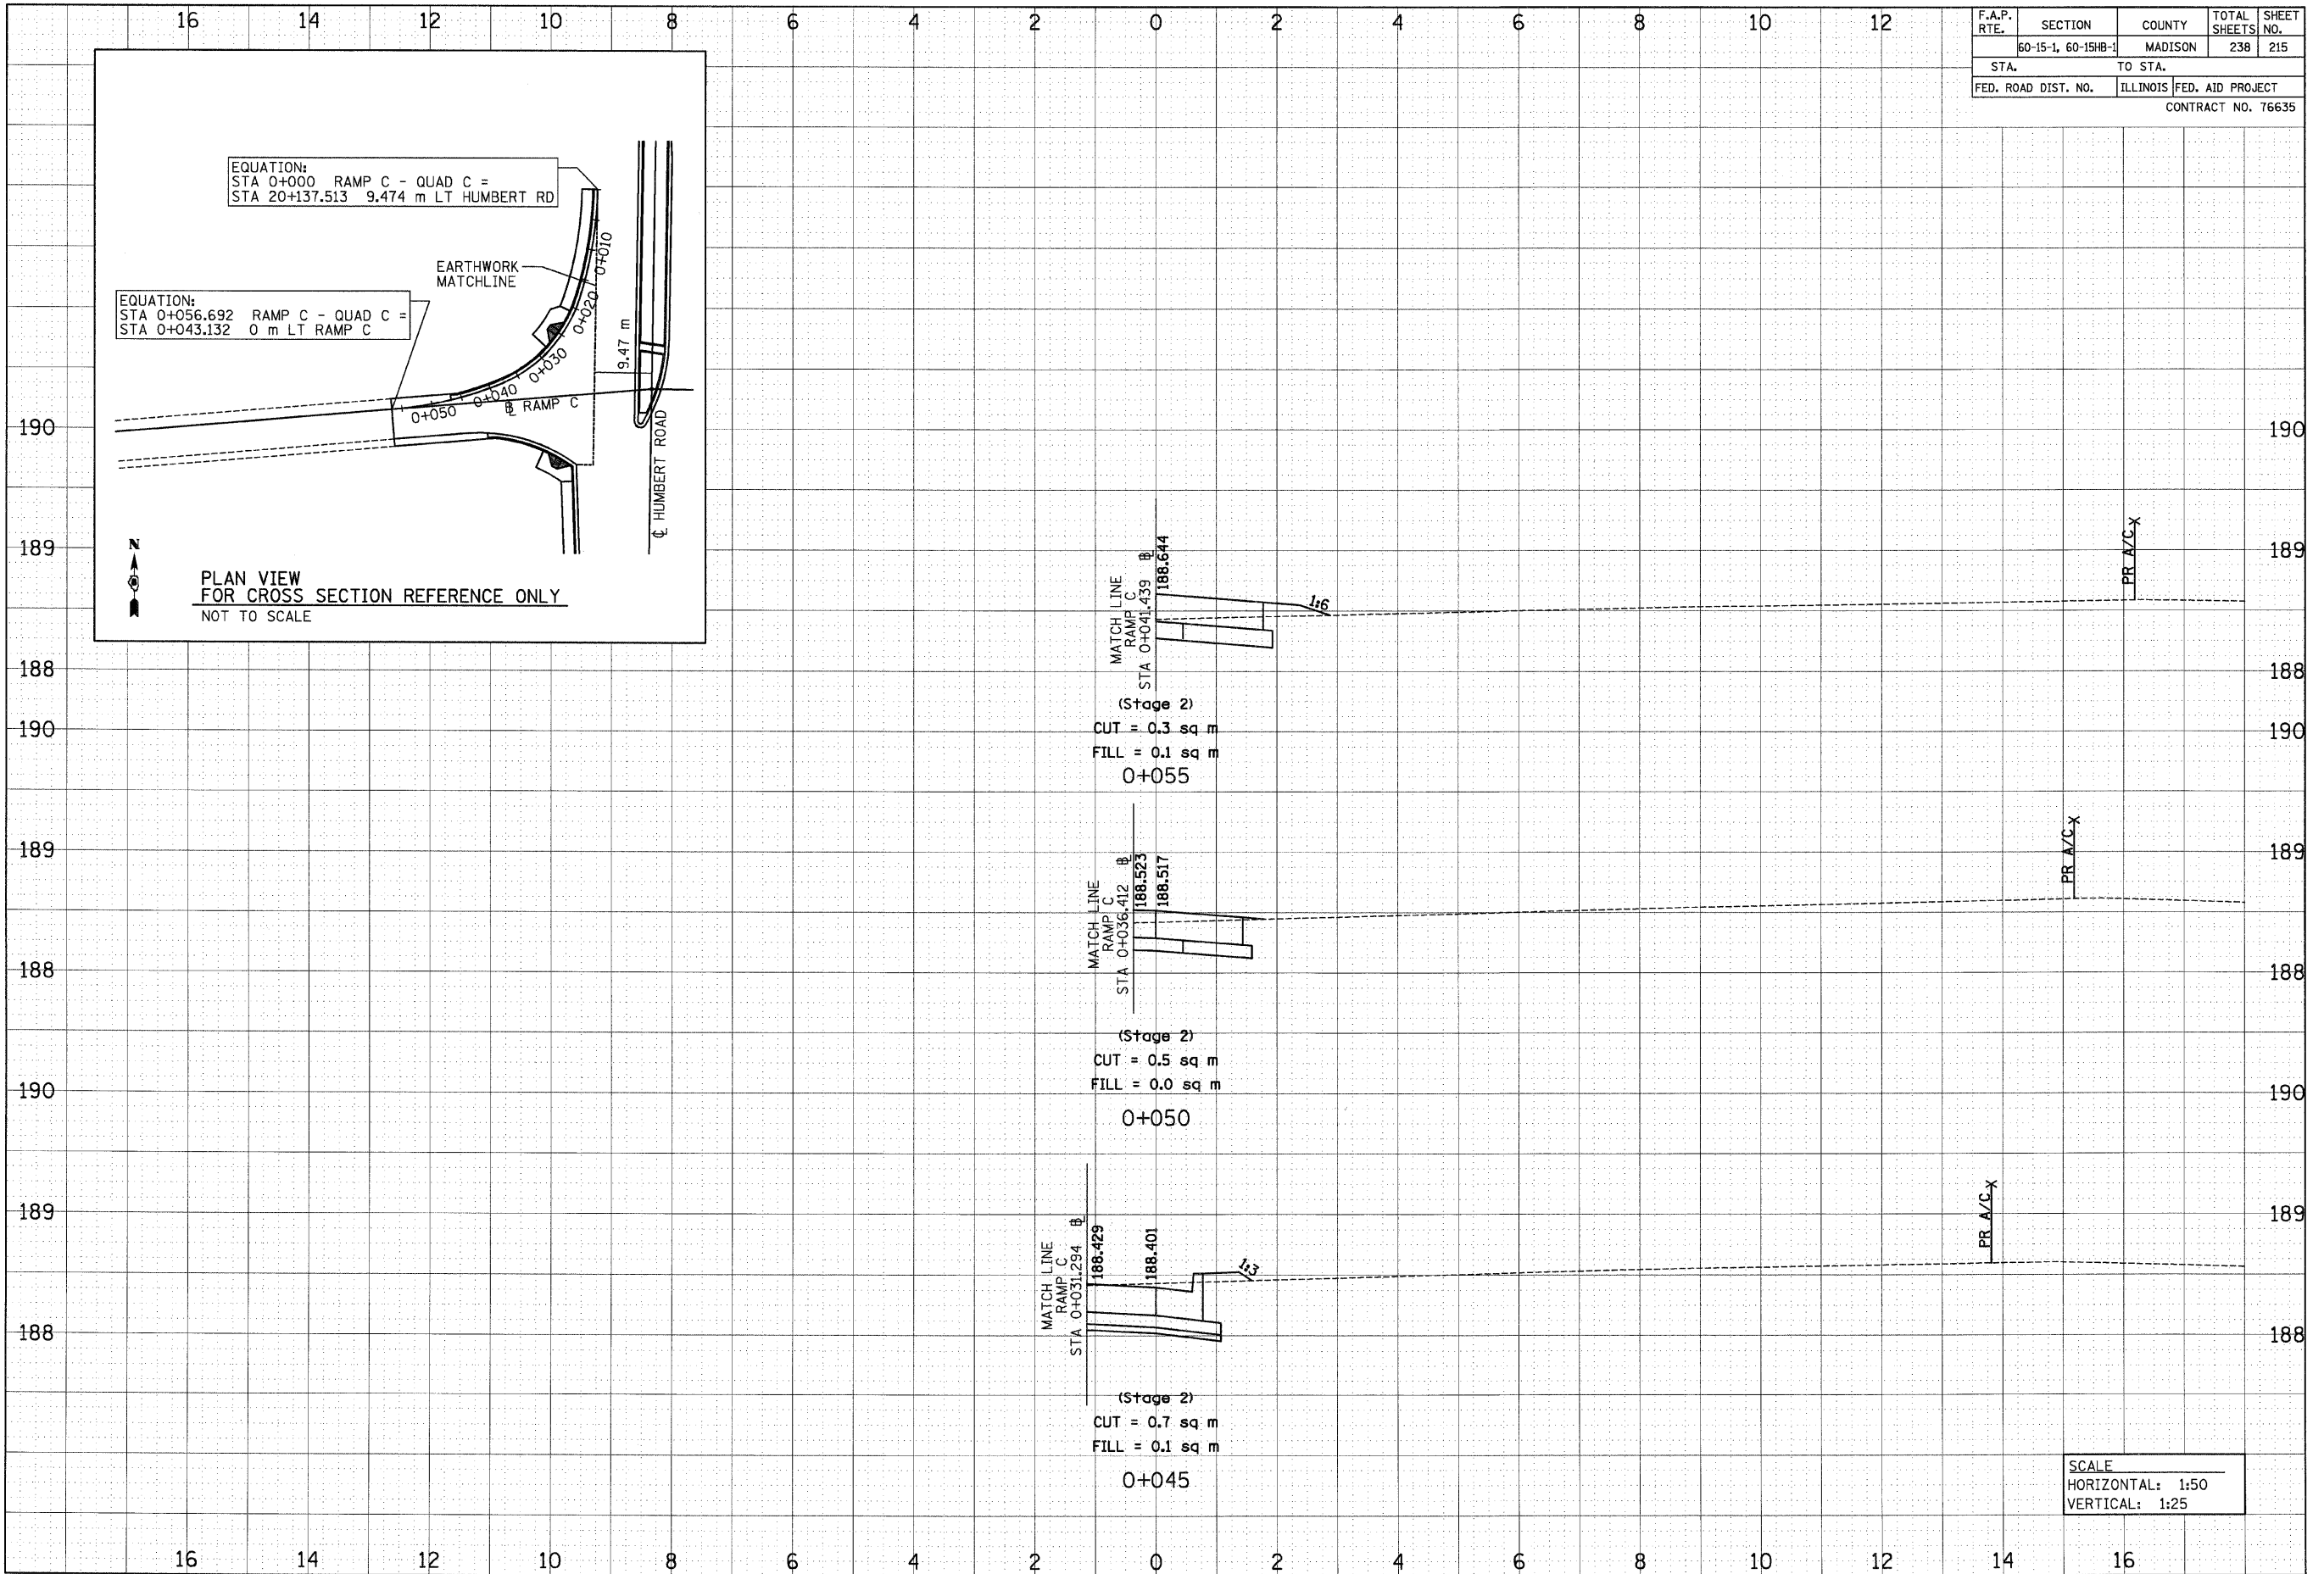 16 14 12 10 8 6 4 2 0 2 4 6 8 10 12
F.A.P. RTE. SECTION COUNTY TOTAL SHEETS SHEET NO.
60-15-1, 60-15HB-1 MADISON 238 215
STA. TO STA.
FED. ROAD DIST. NO. ILLINOIS FED. AID PROJECT
CONTRACT NO. 76635
EQUATION:
STA 0+000 RAMP C - QUAD C =
STA 20+137.513 9.474 m LT HUMBERT RD
EARTHWORK
MATCHLINE
EQUATION:
STA 0+056.692 RAMP C - QUAD C =
STA 0+043.132 0 m LT RAMP C
0+010
0+020
0+030
0+040
0+050
9.47 m
℄ RAMP C
℄ HUMBERT ROAD
N
PLAN VIEW
FOR CROSS SECTION REFERENCE ONLY
NOT TO SCALE
190 190
189 189
188 188
MATCH LINE
RAMP C
STA 0+041.439
188.644
1:6
PR A/C
(Stage 2)
CUT = 0.3 sq m
FILL = 0.1 sq m
0+055
190 190
189 189
188 188
MATCH LINE
RAMP C
STA 0+036.412
188.523
188.517
PR A/C
(Stage 2)
CUT = 0.5 sq m
FILL = 0.0 sq m
0+050
190 190
189 189
188 188
MATCH LINE
RAMP C
STA 0+031.294
188.429
188.401
1:3
PR A/C
(Stage 2)
CUT = 0.7 sq m
FILL = 0.1 sq m
0+045
SCALE
HORIZONTAL: 1:50
VERTICAL: 1:25
16 14 12 10 8 6 4 2 0 2 4 6 8 10 12 14 16